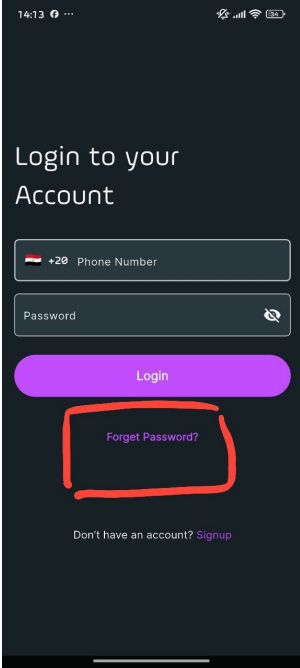 14:13
34
Login to your
Account
+20 Phone Number
Password
Login
Forget Password?
Don't have an account? Signup